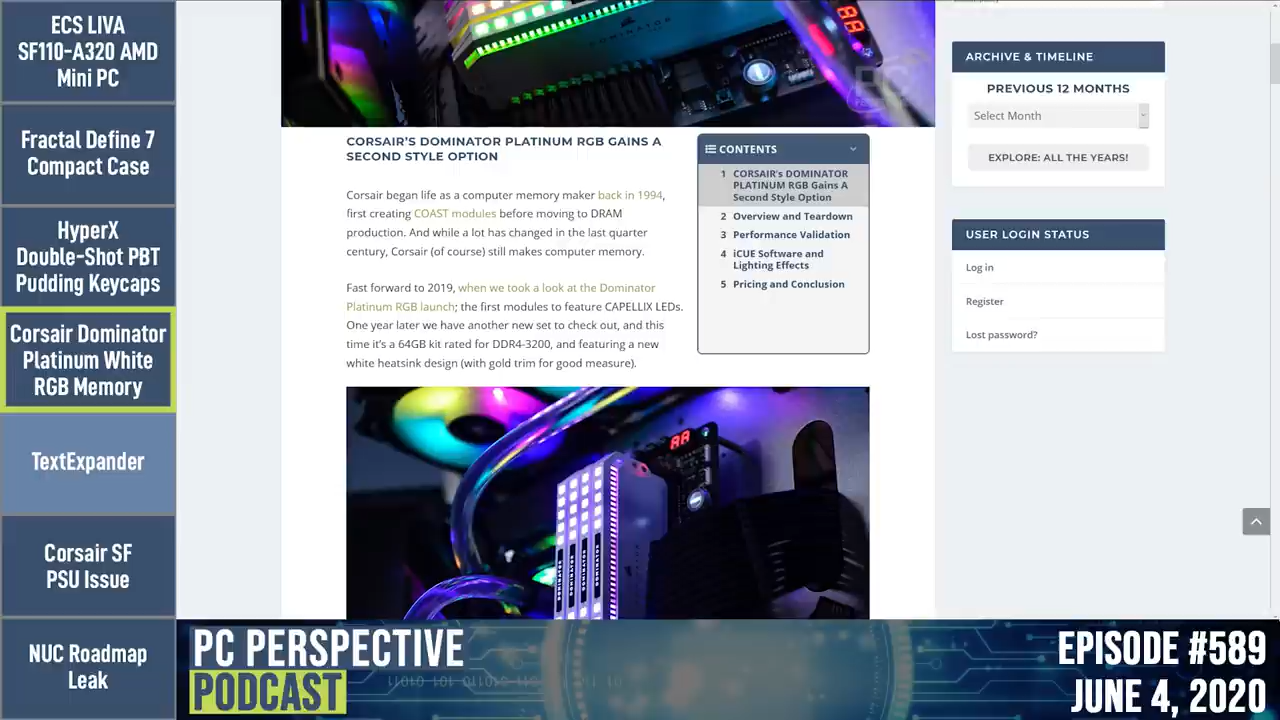 ECS LIVA
SF110-A320 AMD
Mini PC
Fractal Define 7
Compact Case
HyperX
Double-Shot PBT
Pudding Keycaps
Corsair Dominator
Platinum White
RGB Memory
TextExpander
Corsair SF
PSU Issue
NUC Roadmap
Leak
DOMINATOR
CORSAIR'S DOMINATOR PLATINUM RGB GAINS A
SECOND STYLE OPTION
Corsair began life as a computer memory maker back in 1994,
first creating COAST modules before moving to DRAM
production. And while a lot has changed in the last quarter
century, Corsair (of course) still makes computer memory.
Fast forward to 2019, when we took a look at the Dominator
Platinum RGB launch; the first modules to feature CAPELLIX LEDs.
One year later we have another new set to check out, and this
time it's a 64GB kit rated for DDR4-3200, and featuring a new
white heatsink design (with gold trim for good measure).
CONTENTS
1 CORSAIR's DOMINATOR
PLATINUM RGB Gains A
Second Style Option
2 Overview and Teardown
3 Performance Validation
4 iCUE Software and
Lighting Effects
5 Pricing and Conclusion
ARCHIVE & TIMELINE
PREVIOUS 12 MONTHS
Select Month
EXPLORE: ALL THE YEARS!
USER LOGIN STATUS
Log in
Register
Lost password?
PC PERSPECTIVE
PODCAST
EPISODE #589
JUNE 4, 2020